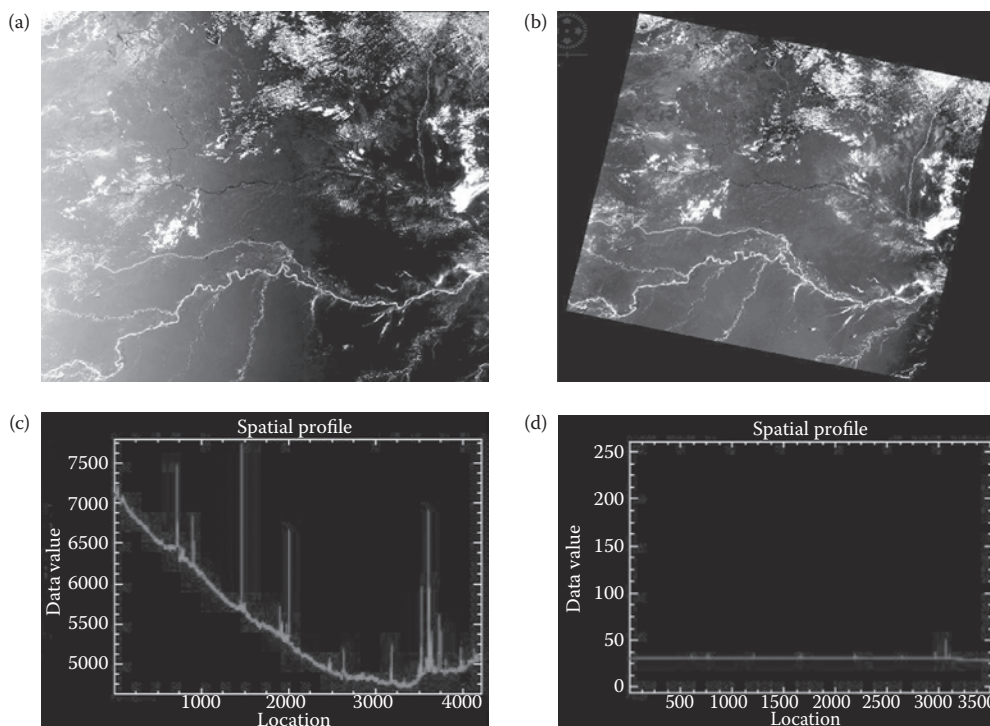 (a)
(b)
(c)
Spatial profile
7500
7000
6500
6000
5500
5000
Data value
1000 2000 3000 4000
Location
(d)
Spatial profile
250
200
150
100
50
0
Data value
500 1000 1500 2000 2500 3000 3500
Location